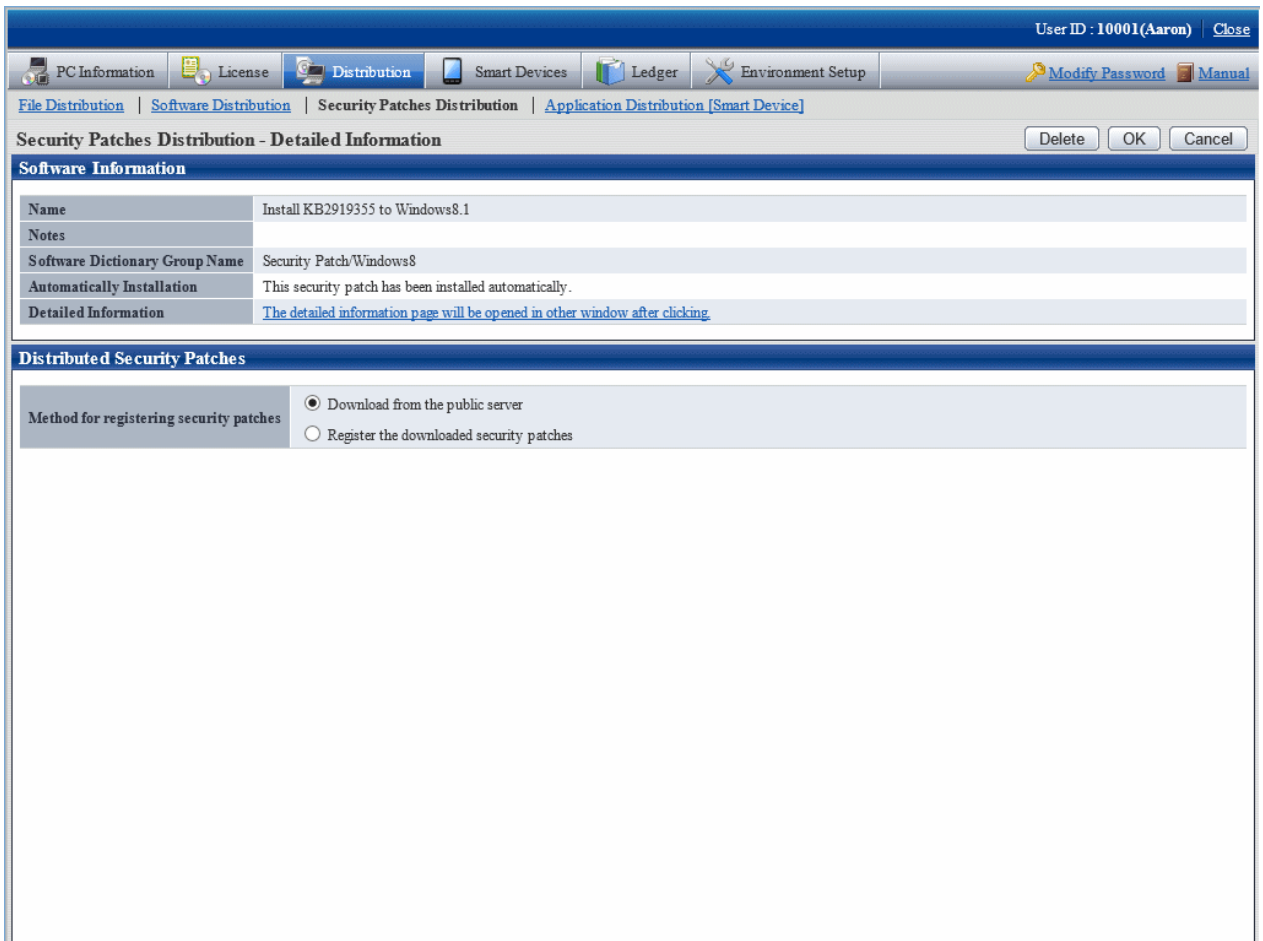 User ID : 10001(Aaron) Close
PC Information License Distribution Smart Devices Ledger Environment Setup Modify Password Manual
File Distribution | Software Distribution | Security Patches Distribution | Application Distribution [Smart Device]
Security Patches Distribution - Detailed Information Delete OK Cancel
Software Information
Name Install KB2919355 to Windows8.1
Notes
Software Dictionary Group Name Security Patch/Windows8
Automatically Installation This security patch has been installed automatically.
Detailed Information The detailed information page will be opened in other window after clicking.
Distributed Security Patches
Method for registering security patches
Download from the public server
Register the downloaded security patches